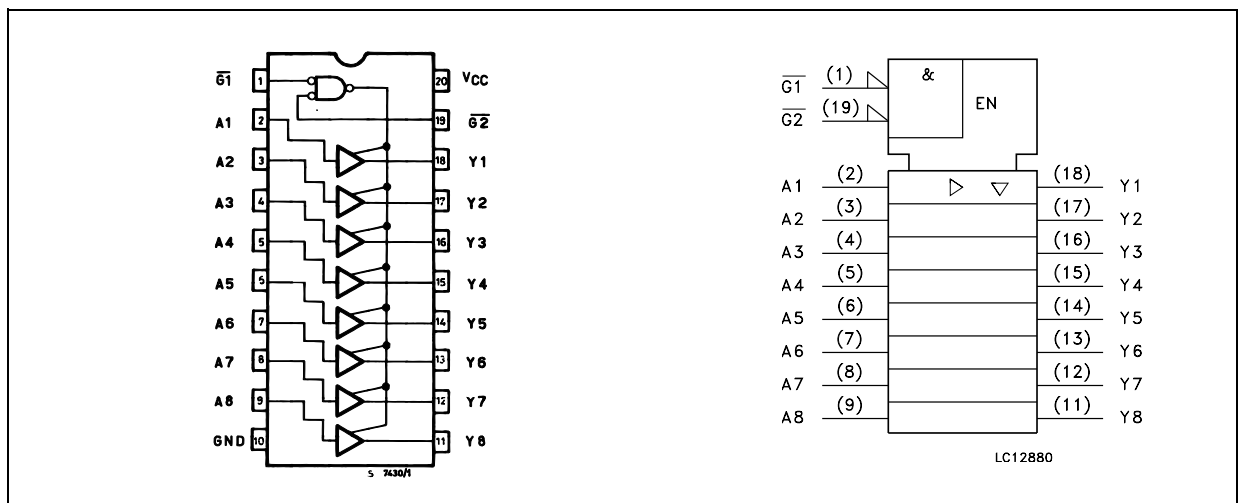 G1 1 20 VCC
A1 2 19 G2
A2 3 18 Y1
A3 4 17 Y2
A4 5 16 Y3
A5 6 15 Y4
A6 7 14 Y5
A7 8 13 Y6
A8 9 12 Y7
GND 10 11 Y8
S 7430/1
& EN
G1 (1)
G2 (19)
A1 (2) (18) Y1
A2 (3) (17) Y2
A3 (4) (16) Y3
A4 (5) (15) Y4
A5 (6) (14) Y5
A6 (7) (13) Y6
A7 (8) (12) Y7
A8 (9) (11) Y8
LC12880